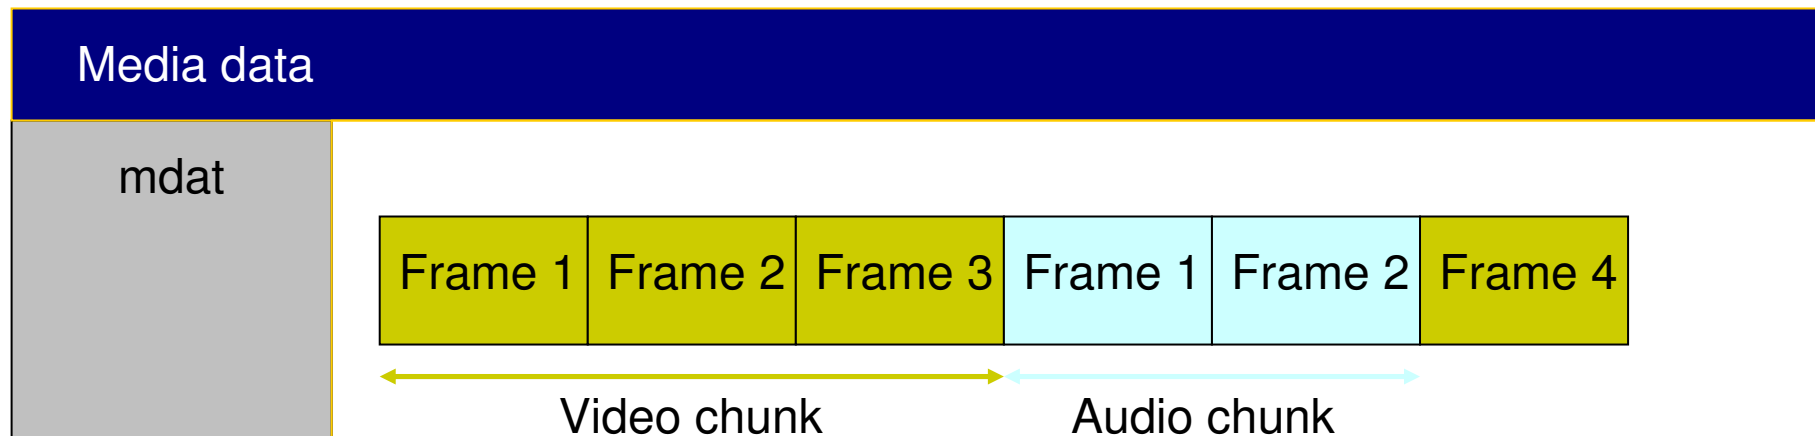 Media data
mdat
Frame 1 Frame 2 Frame 3 Frame 1 Frame 2 Frame 4
Video chunk Audio chunk